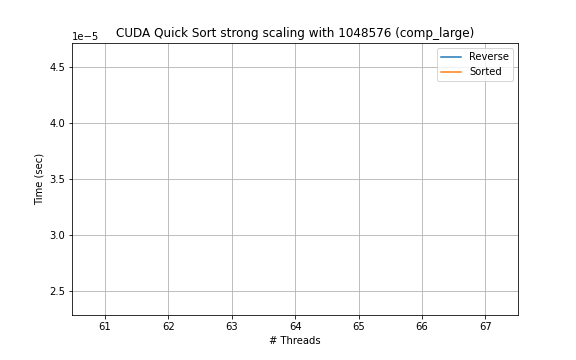 CUDA Quick Sort strong scaling with 1048576 (comp_large)
1e−5
Reverse
Sorted
4.5
4.0
3.5
3.0
2.5
Time (sec)
61 62 63 64 65 66 67
# Threads